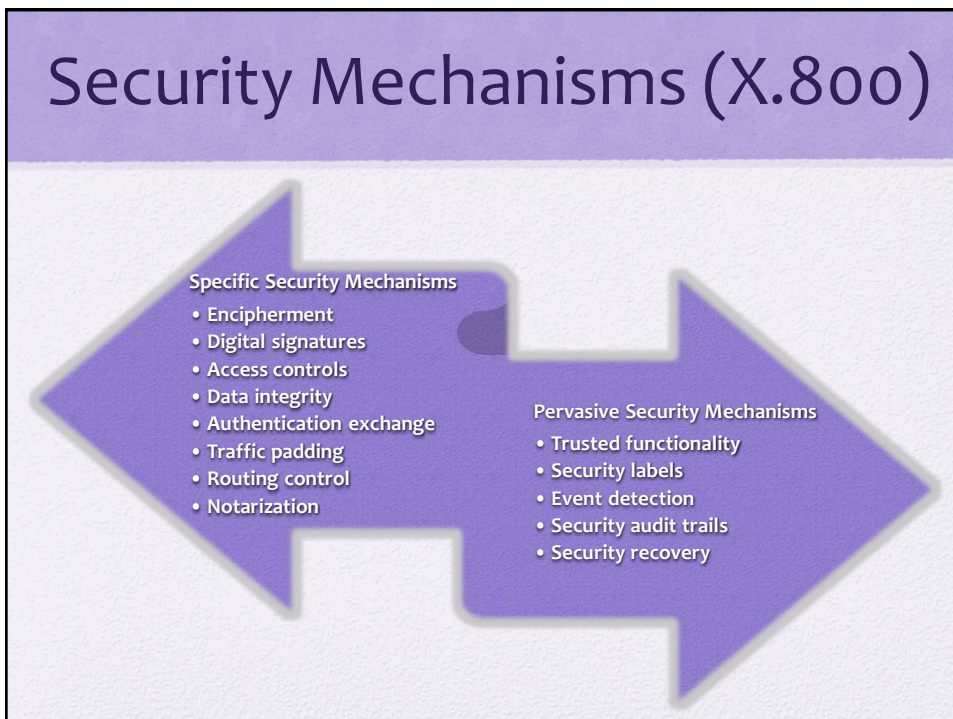 Security Mechanisms (X.800)
Specific Security Mechanisms
• Encipherment
• Digital signatures
• Access controls
• Data integrity
• Authentication exchange
• Traffic padding
• Routing control
• Notarization
Pervasive Security Mechanisms
• Trusted functionality
• Security labels
• Event detection
• Security audit trails
• Security recovery